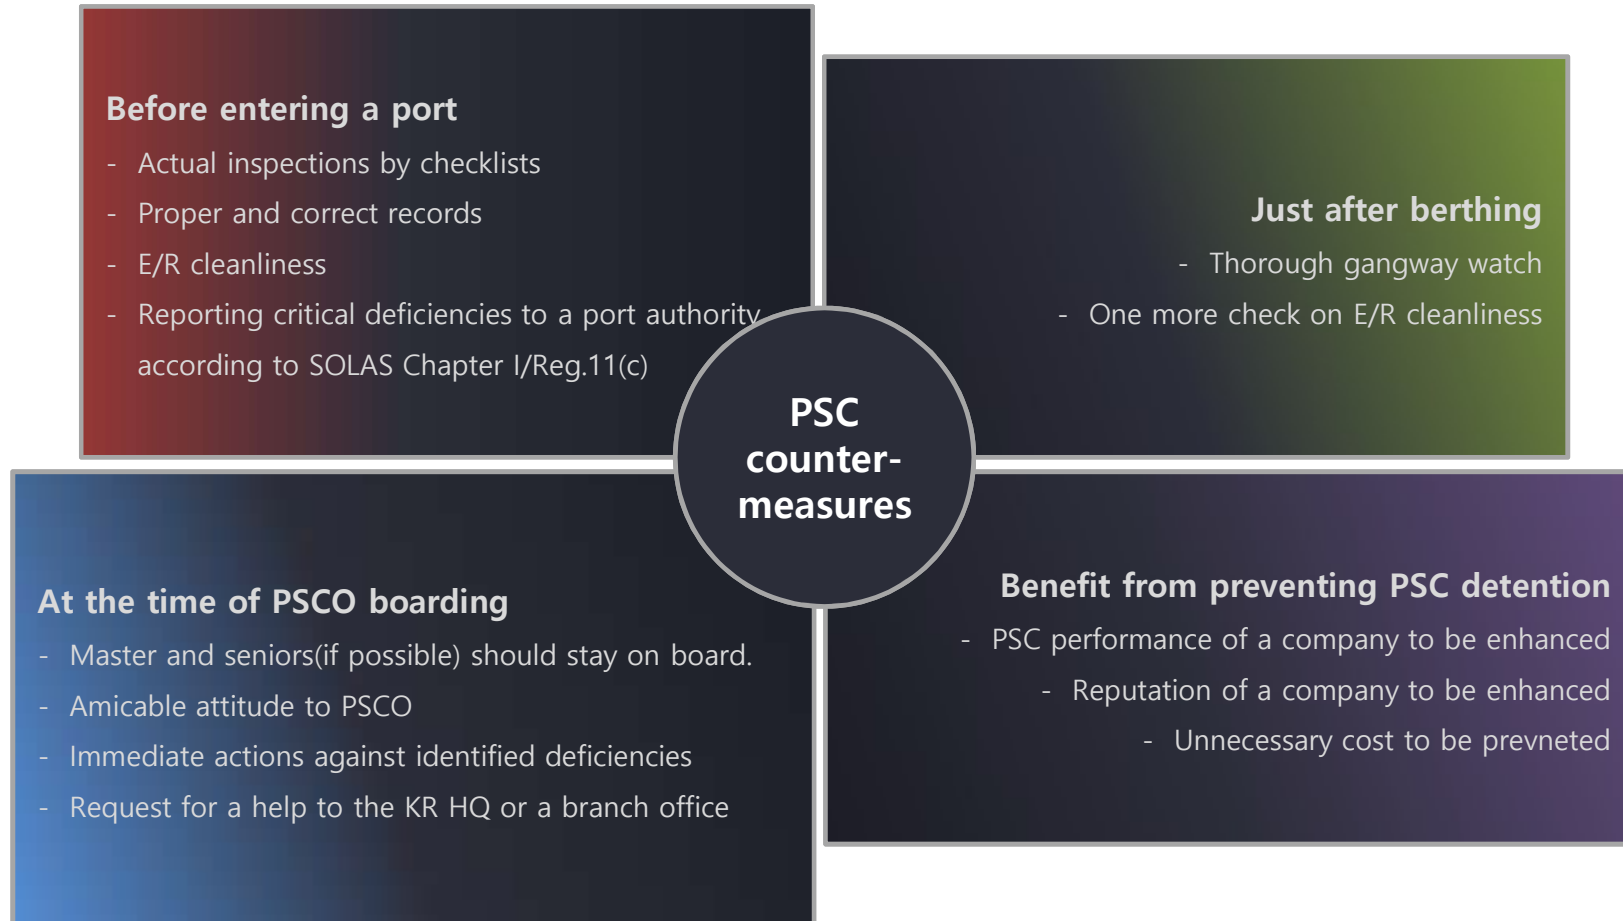 Before entering a port
- Actual inspections by checklists
- Proper and correct records
- E/R cleanliness
- Reporting critical deficiencies to a port authority
according to SOLAS Chapter I/Reg.11(c)
Just after berthing
- Thorough gangway watch
- One more check on E/R cleanliness
PSC
counter-
measures
At the time of PSCO boarding
- Master and seniors(if possible) should stay on board.
- Amicable attitude to PSCO
- Immediate actions against identified deficiencies
- Request for a help to the KR HQ or a branch office
Benefit from preventing PSC detention
- PSC performance of a company to be enhanced
- Reputation of a company to be enhanced
- Unnecessary cost to be prevneted